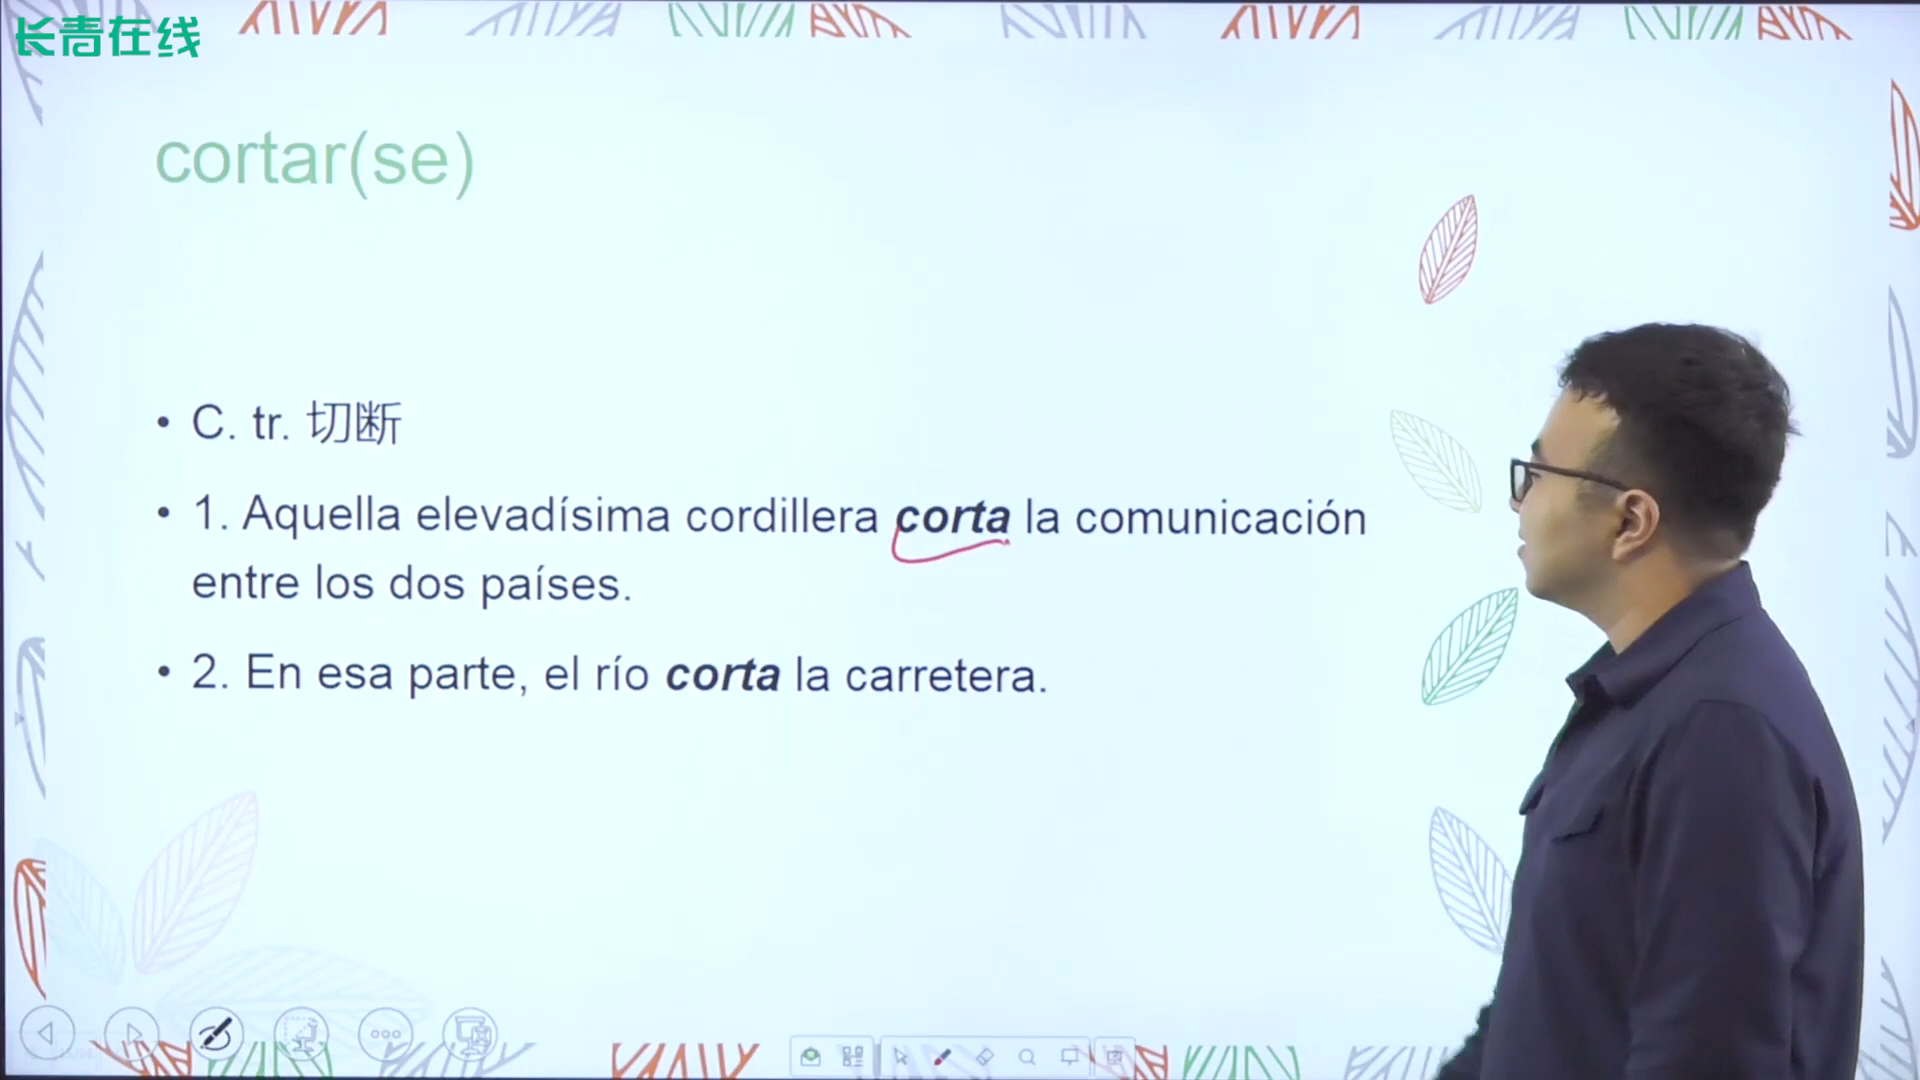 长青在线
cortar(se)
• C. tr. 切断
• 1. Aquella elevadísima cordillera corta la comunicación
entre los dos países.
• 2. En esa parte, el río corta la carretera.